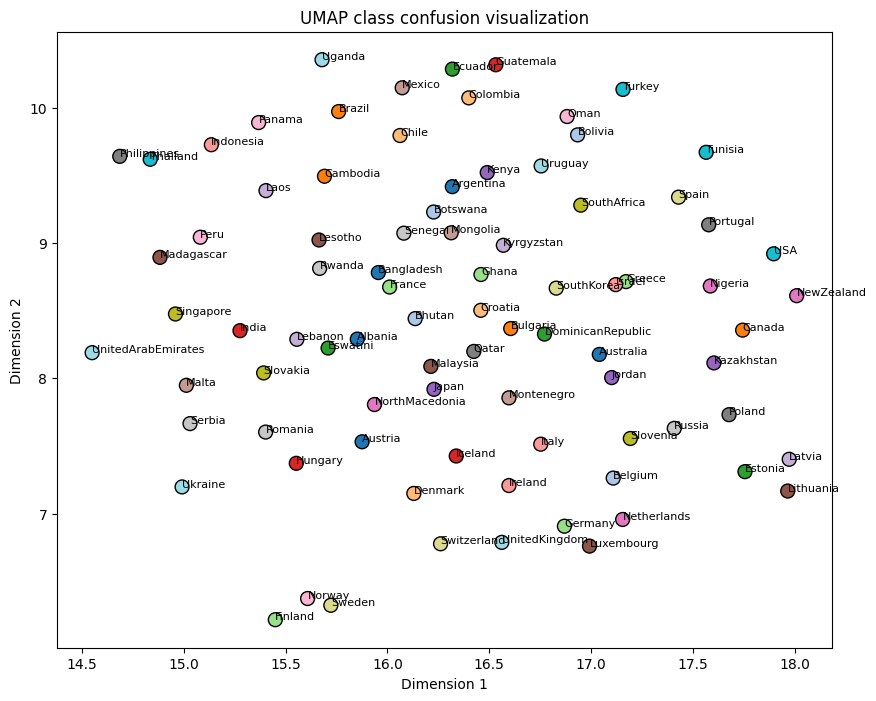 UMAP class confusion visualization
Uganda
Ecuador
Guatemala
Mexico
Turkey
Colombia
Panama
Brazil
Oman
Chile
Bolivia
Indonesia
Philippines
Thailand
Tunisia
Cambodia
Kenya
Uruguay
Laos
Argentina
Spain
Botswana
SouthAfrica
Portugal
Peru
Lesotho
Senegal
Mongolia
Kyrgyzstan
Madagascar
USA
Rwanda
Bangladesh
Ghana
France
SouthKorea
Israel
Greece
Nigeria
NewZealand
Singapore
Bhutan
Croatia
India
Lebanon
Albania
Bulgaria
DominicanRepublic
Canada
UnitedArabEmirates
Eswatini
Qatar
Australia
Slovakia
Malaysia
Jordan
Kazakhstan
Malta
Japan
NorthMacedonia
Montenegro
Serbia
Romania
Poland
Russia
Austria
Italy
Slovenia
Hungary
Iceland
Latvia
Ukraine
Denmark
Ireland
Belgium
Estonia
Lithuania
Germany
Netherlands
Switzerland
UnitedKingdom
Luxembourg
Norway
Sweden
Finland
10
9
8
7
Dimension 2
14.5 15.0 15.5 16.0 16.5 17.0 17.5 18.0
Dimension 1